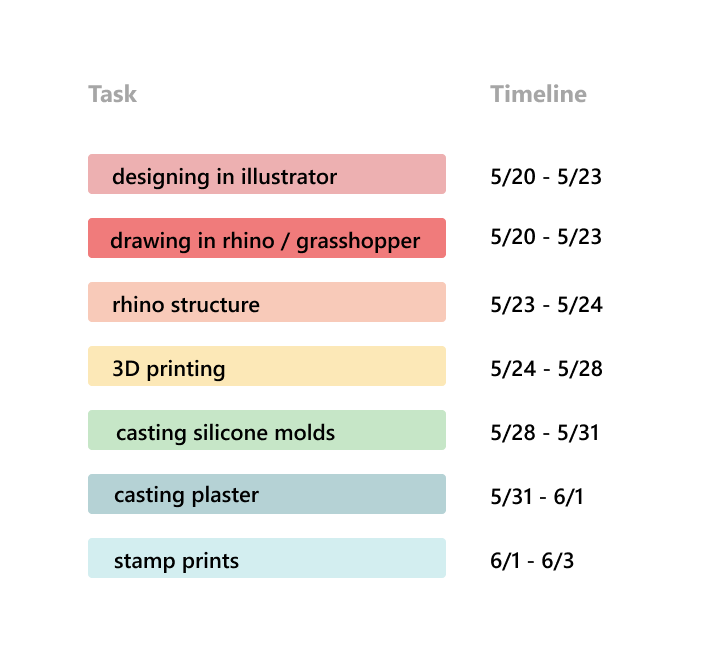 Task Timeline
designing in illustrator 5/20 - 5/23
drawing in rhino / grasshopper 5/20 - 5/23
rhino structure 5/23 - 5/24
3D printing 5/24 - 5/28
casting silicone molds 5/28 - 5/31
casting plaster 5/31 - 6/1
stamp prints 6/1 - 6/3